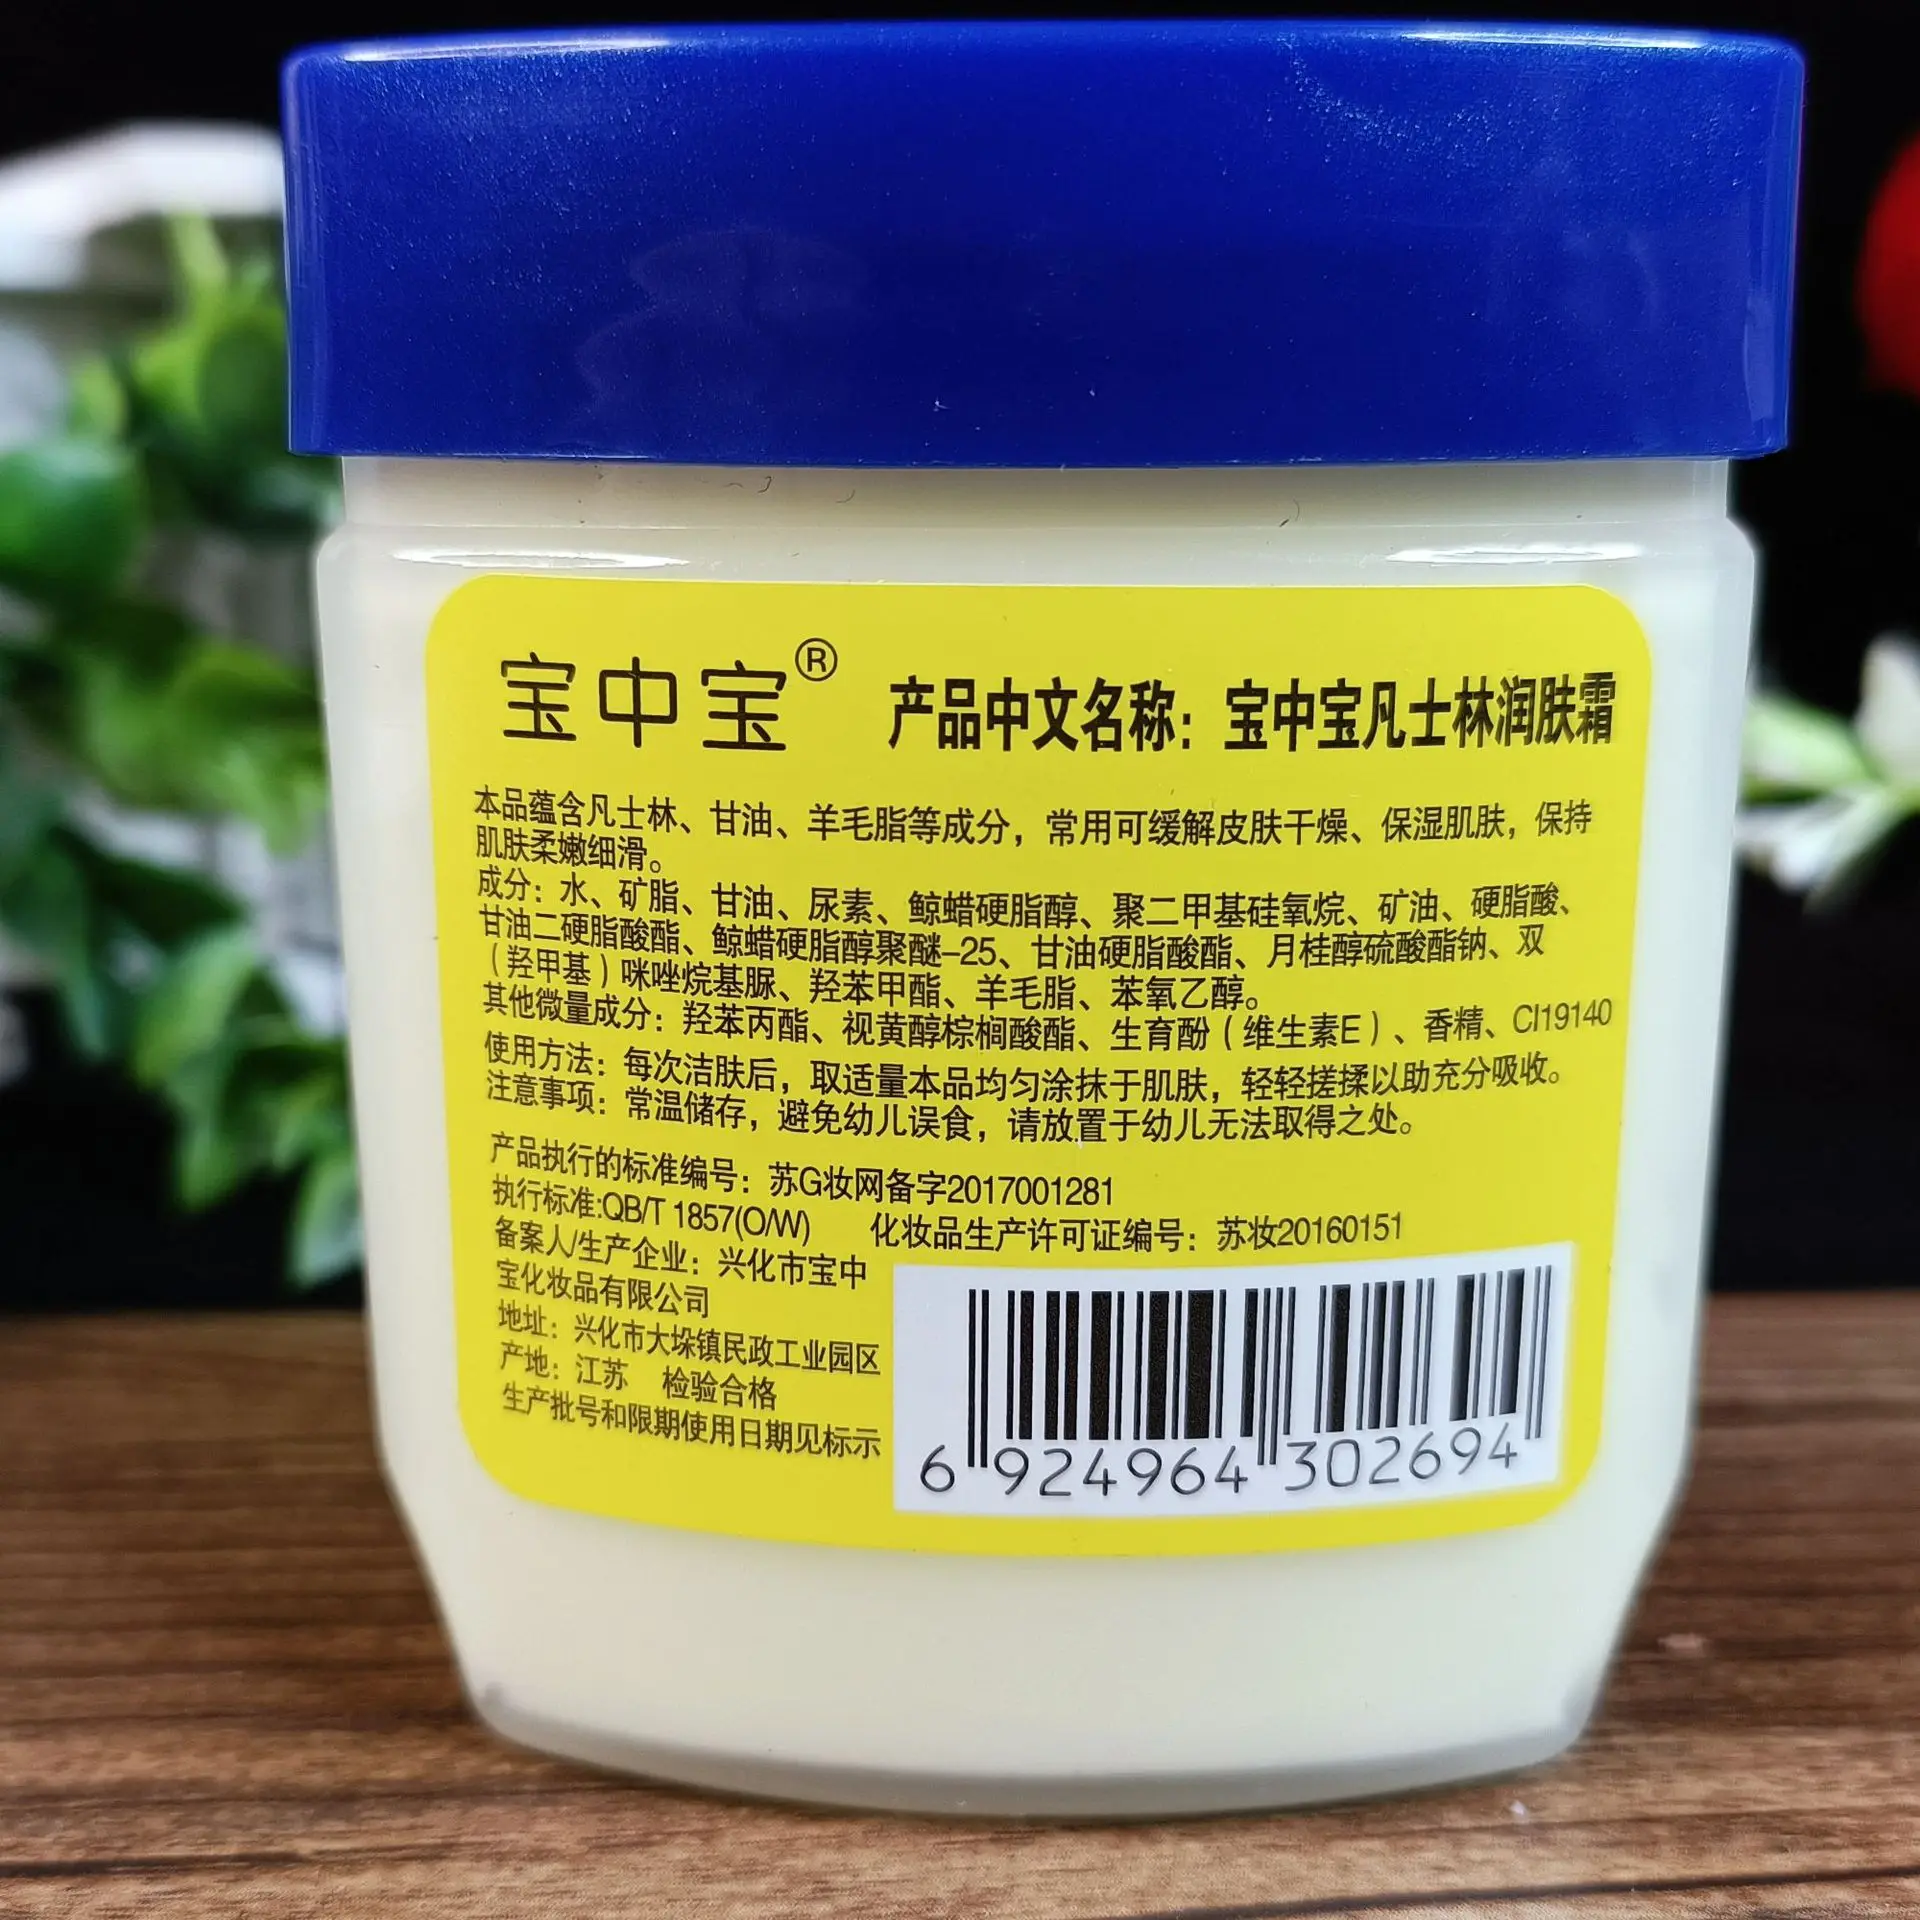 宝中宝® 产品中文名称：宝中宝凡士林润肤霜
本品蕴含凡士林、甘油、羊毛脂等成分，常用可缓解皮肤干燥、保湿肌肤，保持
肌肤柔嫩细滑。
成分：水、矿脂、甘油、尿素、鲸蜡硬脂醇、聚二甲基硅氧烷、矿油、硬脂酸、
甘油二硬脂酸酯、鲸蜡硬脂醇聚醚-25、甘油硬脂酸酯、月桂醇硫酸酯钠、双
（羟甲基）咪唑烷基脲、羟苯甲酯、羊毛脂、苯氧乙醇。
其他微量成分：羟苯丙酯、视黄醇棕榈酸酯、生育酚（维生素E）、香精、CI19140
使用方法：每次洁肤后，取适量本品均匀涂抹于肌肤，轻轻搓揉以助充分吸收。
注意事项：常温储存，避免幼儿误食，请放置于幼儿无法取得之处。
产品执行的标准编号：苏G妆网备字2017001281
执行标准:QB/T 1857(O/W) 化妆品生产许可证编号：苏妆20160151
备案人/生产企业：兴化市宝中
宝化妆品有限公司
地址：兴化市大垛镇民政工业园区
产地：江苏 检验合格
生产批号和限期使用日期见标示
6 924964 302694